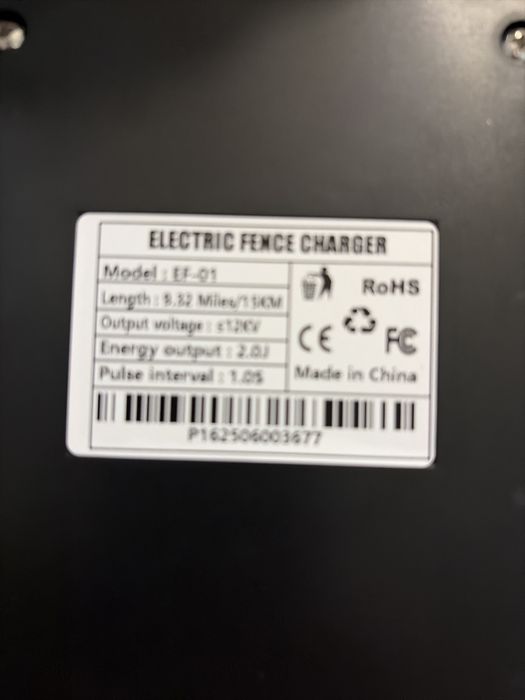 ELECTRIC FENCE CHARGER
Model : EF-01
Length : 9.32 Miles/15KM
Output voltage : ≤12KV
Energy output : 2.0J
Pulse interval : 1.0S
RoHS
CE FC
Made in China
P162506003677